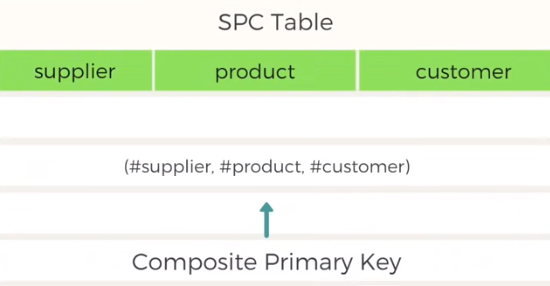 SPC Table
supplier product customer
(#supplier, #product, #customer)
Composite Primary Key